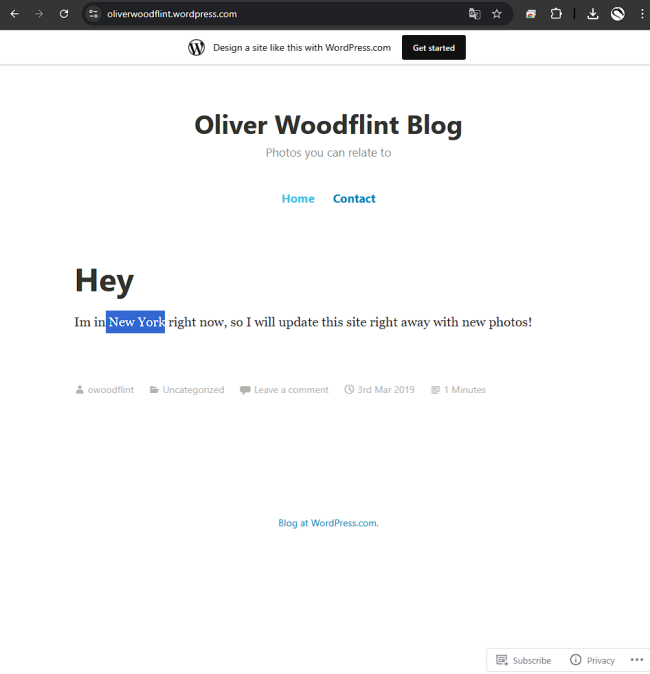 oliverwoodflint.wordpress.com
Design a site like this with WordPress.com Get started
Oliver Woodflint Blog
Photos you can relate to
Home Contact
Hey
Im in New York right now, so I will update this site right away with new photos!
owoodflint Uncategorized Leave a comment 3rd Mar 2019 1 Minutes
Blog at WordPress.com.
Subscribe Privacy